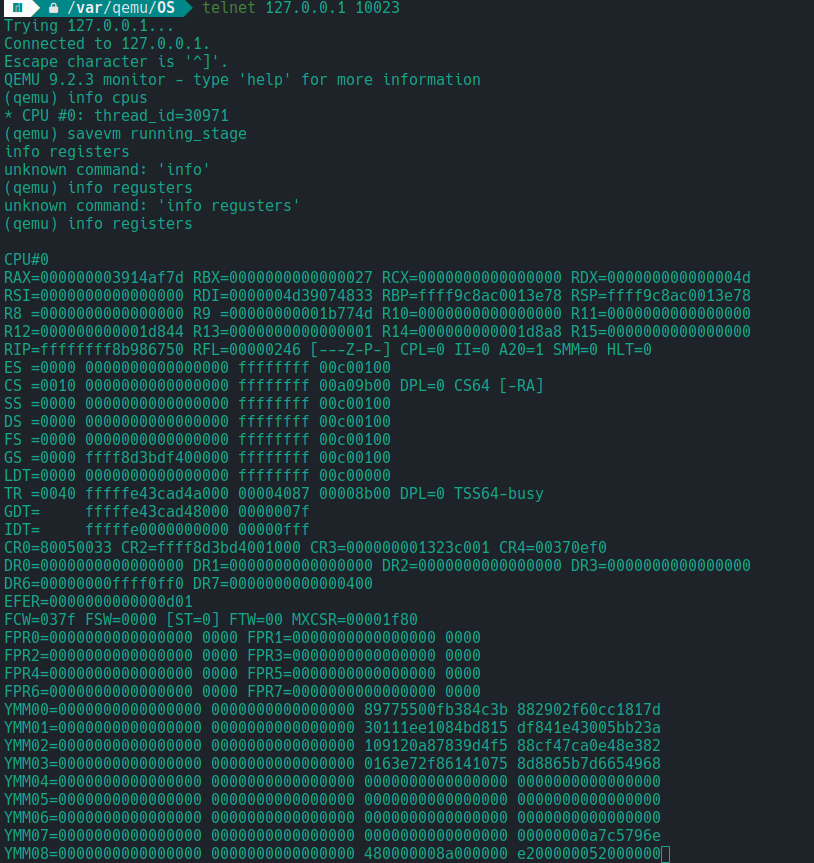 /var/qemu/OS telnet 127.0.0.1 10023
Trying 127.0.0.1...
Connected to 127.0.0.1.
Escape character is '^]'.
QEMU 9.2.3 monitor - type 'help' for more information
(qemu) info cpus
* CPU #0: thread_id=30971
(qemu) savevm running_stage
info registers
unknown command: 'info'
(qemu) info regusters
unknown command: 'info regusters'
(qemu) info registers
CPU#0
RAX=000000003914af7d RBX=0000000000000027 RCX=0000000000000000 RDX=000000000000004d
RSI=0000000000000000 RDI=0000004d39074833 RBP=ffff9c8ac0013e78 RSP=ffff9c8ac0013e78
R8 =0000000000000000 R9 =00000000001b774d R10=0000000000000000 R11=0000000000000000
R12=000000000001d844 R13=0000000000000001 R14=000000000001d8a8 R15=0000000000000000
RIP=ffffffff8b986750 RFL=00000246 [---Z-P-] CPL=0 II=0 A20=1 SMM=0 HLT=0
ES =0000 0000000000000000 ffffffff 00c00100
CS =0010 0000000000000000 ffffffff 00a09b00 DPL=0 CS64 [-RA]
SS =0000 0000000000000000 ffffffff 00c00100
DS =0000 0000000000000000 ffffffff 00c00100
FS =0000 0000000000000000 ffffffff 00c00100
GS =0000 ffff8d3bdf400000 ffffffff 00c00100
LDT=0000 0000000000000000 ffffffff 00c00000
TR =0040 fffffe43cad4a000 00004087 00008b00 DPL=0 TSS64-busy
GDT=     fffffe43cad48000 0000007f
IDT=     fffffe0000000000 00000fff
CR0=80050033 CR2=ffff8d3bd4001000 CR3=000000001323c001 CR4=00370ef0
DR0=0000000000000000 DR1=0000000000000000 DR2=0000000000000000 DR3=0000000000000000
DR6=00000000ffff0ff0 DR7=0000000000000400
EFER=0000000000000d01
FCW=037f FSW=0000 [ST=0] FTW=00 MXCSR=00001f80
FPR0=0000000000000000 0000 FPR1=0000000000000000 0000
FPR2=0000000000000000 0000 FPR3=0000000000000000 0000
FPR4=0000000000000000 0000 FPR5=0000000000000000 0000
FPR6=0000000000000000 0000 FPR7=0000000000000000 0000
YMM00=0000000000000000 0000000000000000 89775500fb384c3b 882902f60cc1817d
YMM01=0000000000000000 0000000000000000 30111ee1084bd815 df841e43005bb23a
YMM02=0000000000000000 0000000000000000 109120a87839d4f5 88cf47ca0e48e382
YMM03=0000000000000000 0000000000000000 0163e72f86141075 8d8865b7d6654968
YMM04=0000000000000000 0000000000000000 0000000000000000 0000000000000000
YMM05=0000000000000000 0000000000000000 0000000000000000 0000000000000000
YMM06=0000000000000000 0000000000000000 0000000000000000 0000000000000000
YMM07=0000000000000000 0000000000000000 0000000000000000 00000000a7c5796e
YMM08=0000000000000000 0000000000000000 480000008a000000 e200000052000000